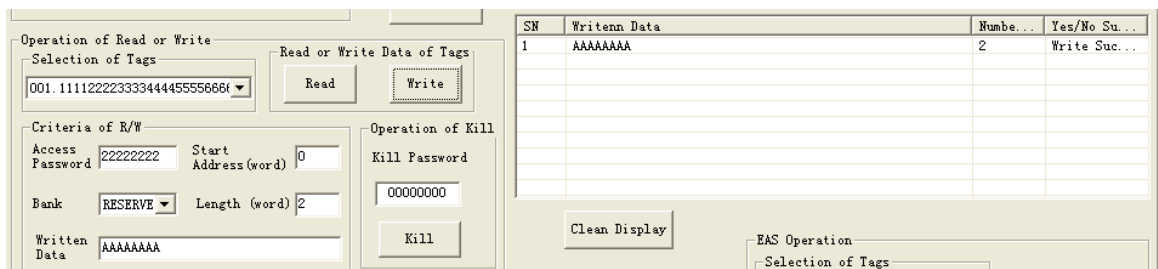 Operation of Read or Write
Selection of Tags
001.11112222333344445555666
Read or Write Data of Tags
Read
Write
Criteria of R/W
Access Password
22222222
Start Address(word)
0
Bank
RESERVE
Length (word)
2
Written Data
AAAAAAAA
Operation of Kill
Kill Password
00000000
Kill
SN Writenn Data Numbe... Yes/No Su...
1 AAAAAAAA 2 Write Suc...
Clean Display
EAS Operation
Selection of Tags